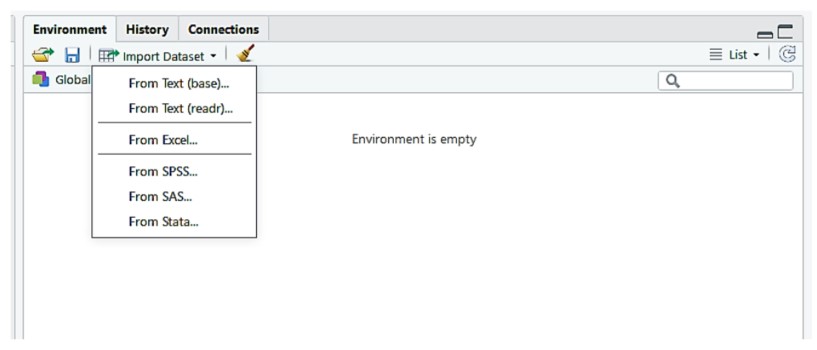 Environment History Connections
Import Dataset List
Global
From Text (base)...
From Text (readr)...
From Excel...
From SPSS...
From SAS...
From Stata...
Environment is empty